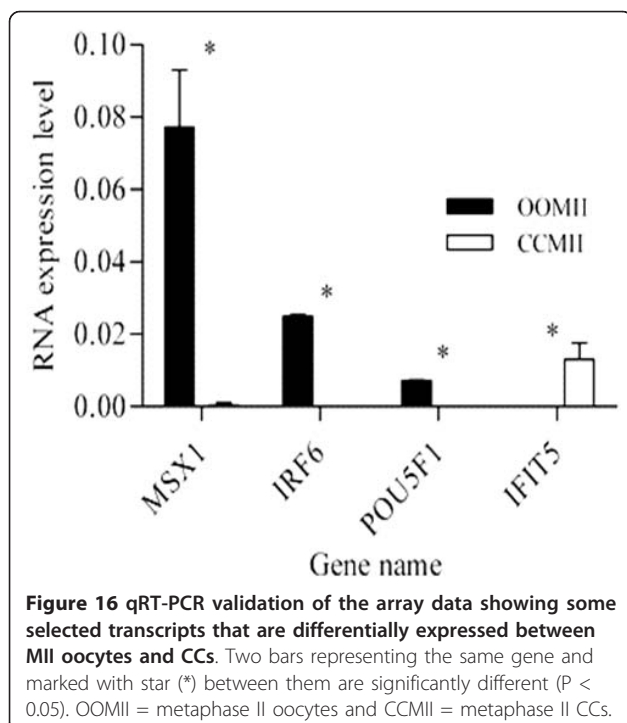 0.10
*
0.08
OOMII
CCMII
0.06
RNA expression level
0.04
*
0.02
*
*
0.00
MSX1
IRF6
POU5F1
IFIT5
Gene name
Figure 16 qRT-PCR validation of the array data showing some
selected transcripts that are differentially expressed between
MII oocytes and CCs. Two bars representing the same gene and
marked with star (*) between them are significantly different (P <
0.05). OOMII = metaphase II oocytes and CCMII = metaphase II CCs.